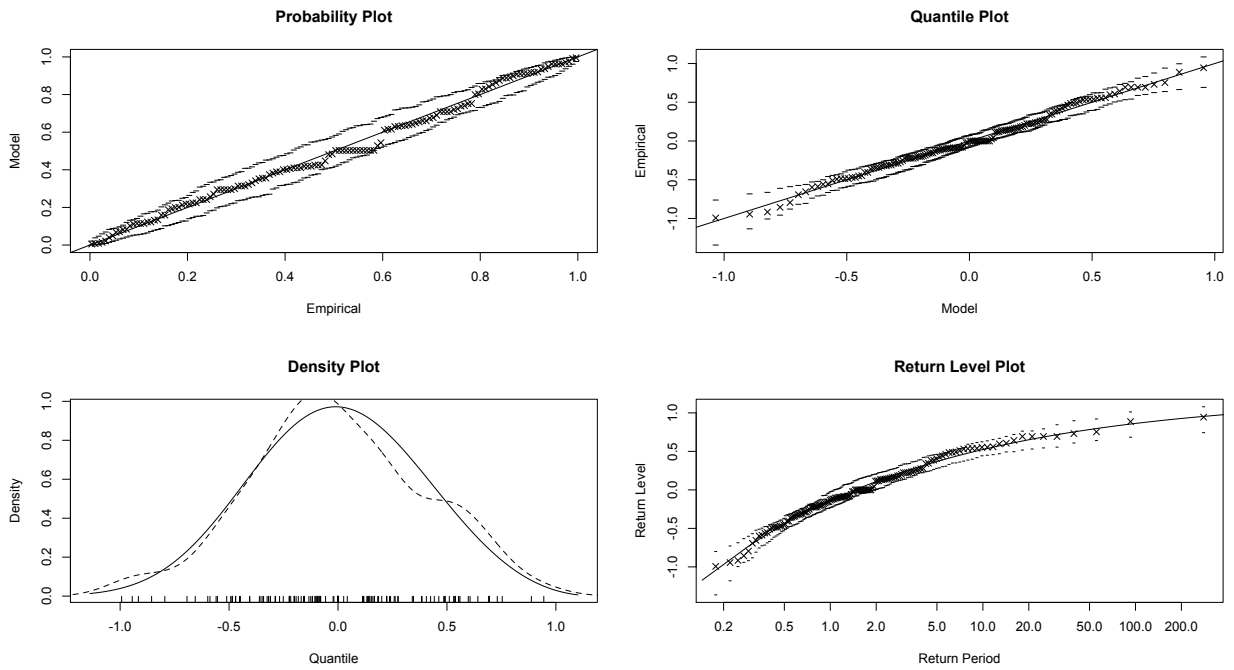 Probability Plot
Model
0.0 0.2 0.4 0.6 0.8 1.0
0.0 0.2 0.4 0.6 0.8 1.0
Empirical
Quantile Plot
Empirical
-1.0 -0.5 0.0 0.5 1.0
-1.0 -0.5 0.0 0.5 1.0
Model
Density Plot
Density
0.0 0.2 0.4 0.6 0.8 1.0
-1.0 -0.5 0.0 0.5 1.0
Quantile
Return Level Plot
Return Level
-1.0 -0.5 0.0 0.5 1.0
0.2 0.5 1.0 2.0 5.0 10.0 20.0 50.0 100.0 200.0
Return Period